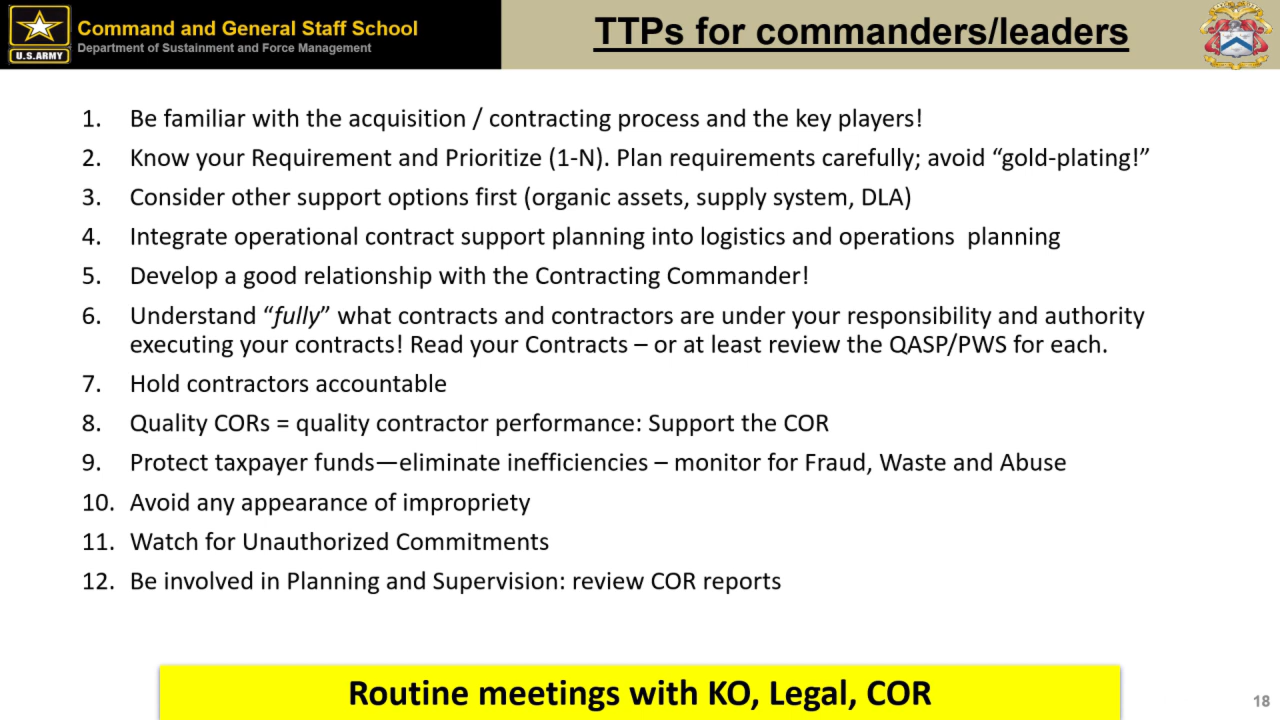 Command and General Staff School
Department of Sustainment and Force Management
U.S.ARMY
TTPs for commanders/leaders
1. Be familiar with the acquisition / contracting process and the key players!
2. Know your Requirement and Prioritize (1-N). Plan requirements carefully; avoid “gold-plating!”
3. Consider other support options first (organic assets, supply system, DLA)
4. Integrate operational contract support planning into logistics and operations  planning
5. Develop a good relationship with the Contracting Commander!
6. Understand “fully” what contracts and contractors are under your responsibility and authority
executing your contracts! Read your Contracts – or at least review the QASP/PWS for each.
7. Hold contractors accountable
8. Quality CORs = quality contractor performance: Support the COR
9. Protect taxpayer funds—eliminate inefficiencies – monitor for Fraud, Waste and Abuse
10. Avoid any appearance of impropriety
11. Watch for Unauthorized Commitments
12. Be involved in Planning and Supervision: review COR reports
Routine meetings with KO, Legal, COR
18